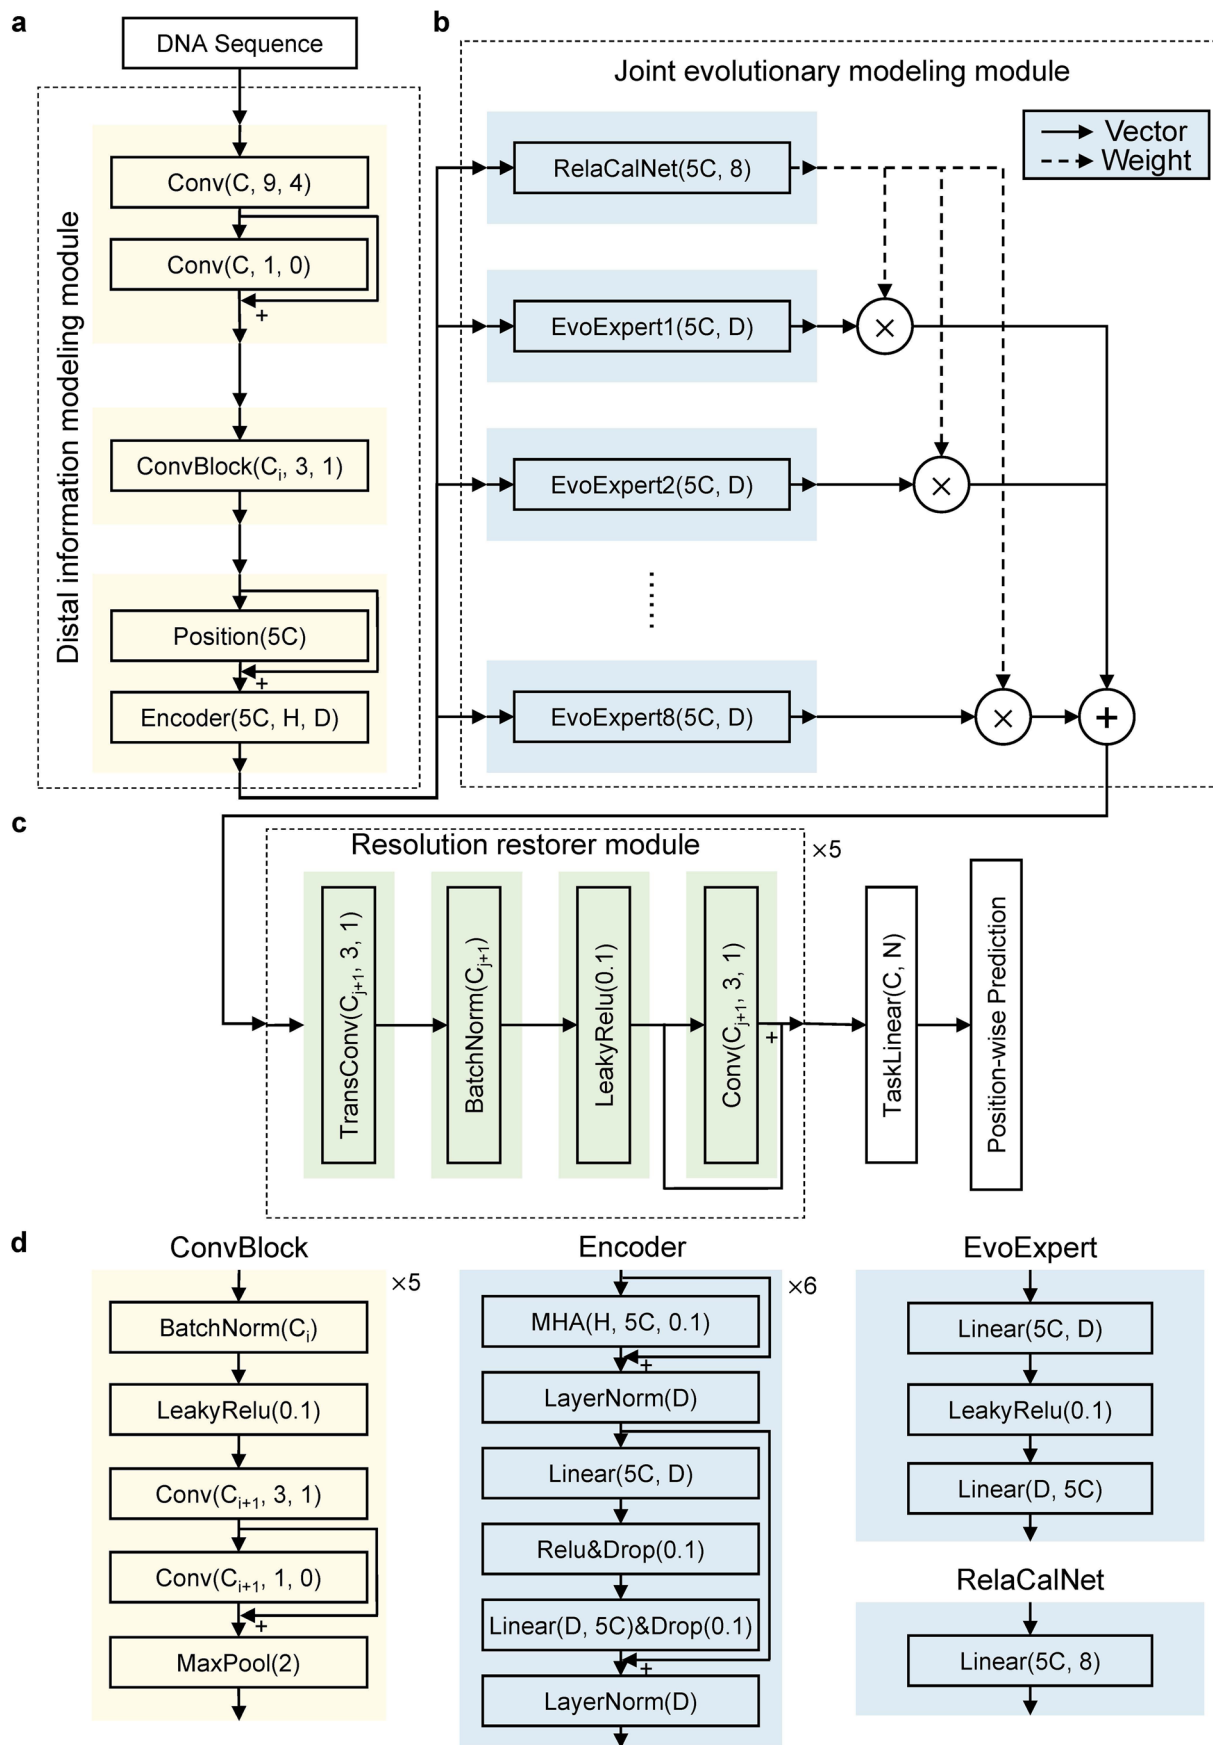 a
DNA Sequence
Distal information modeling module
Conv(C, 9, 4)
Conv(C, 1, 0)
+
ConvBlock(Cᵢ, 3, 1)
Position(5C)
+
Encoder(5C, H, D)
b
Joint evolutionary modeling module
Vector
Weight
RelaCalNet(5C, 8)
EvoExpert1(5C, D)
×
EvoExpert2(5C, D)
×
......
EvoExpert8(5C, D)
×
+
c
Resolution restorer module
×5
TransConv(Cⱼ₊₁, 3, 1)
BatchNorm(Cⱼ₊₁)
LeakyRelu(0.1)
Conv(Cⱼ₊₁, 3, 1)
+
TaskLinear(C, N)
Position-wise Prediction
d
ConvBlock
×5
BatchNorm(Cᵢ)
LeakyRelu(0.1)
Conv(Cᵢ₊₁, 3, 1)
Conv(Cᵢ₊₁, 1, 0)
+
MaxPool(2)
Encoder
×6
MHA(H, 5C, 0.1)
+
LayerNorm(D)
Linear(5C, D)
Relu&Drop(0.1)
Linear(D, 5C)&Drop(0.1)
+
LayerNorm(D)
EvoExpert
Linear(5C, D)
LeakyRelu(0.1)
Linear(D, 5C)
RelaCalNet
Linear(5C, 8)